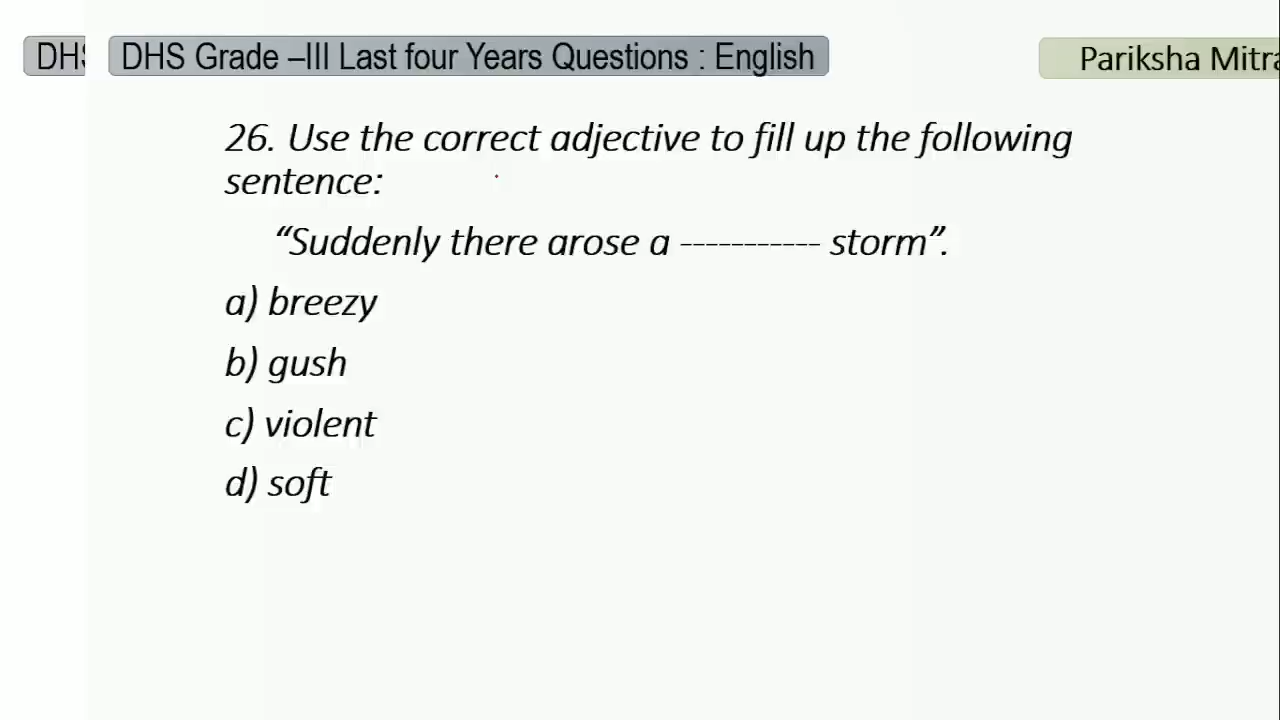 DHS Grade –III Last four Years Questions : English
Pariksha Mitra
26. Use the correct adjective to fill up the following
sentence:
“Suddenly there arose a ----------- storm”.
a) breezy
b) gush
c) violent
d) soft